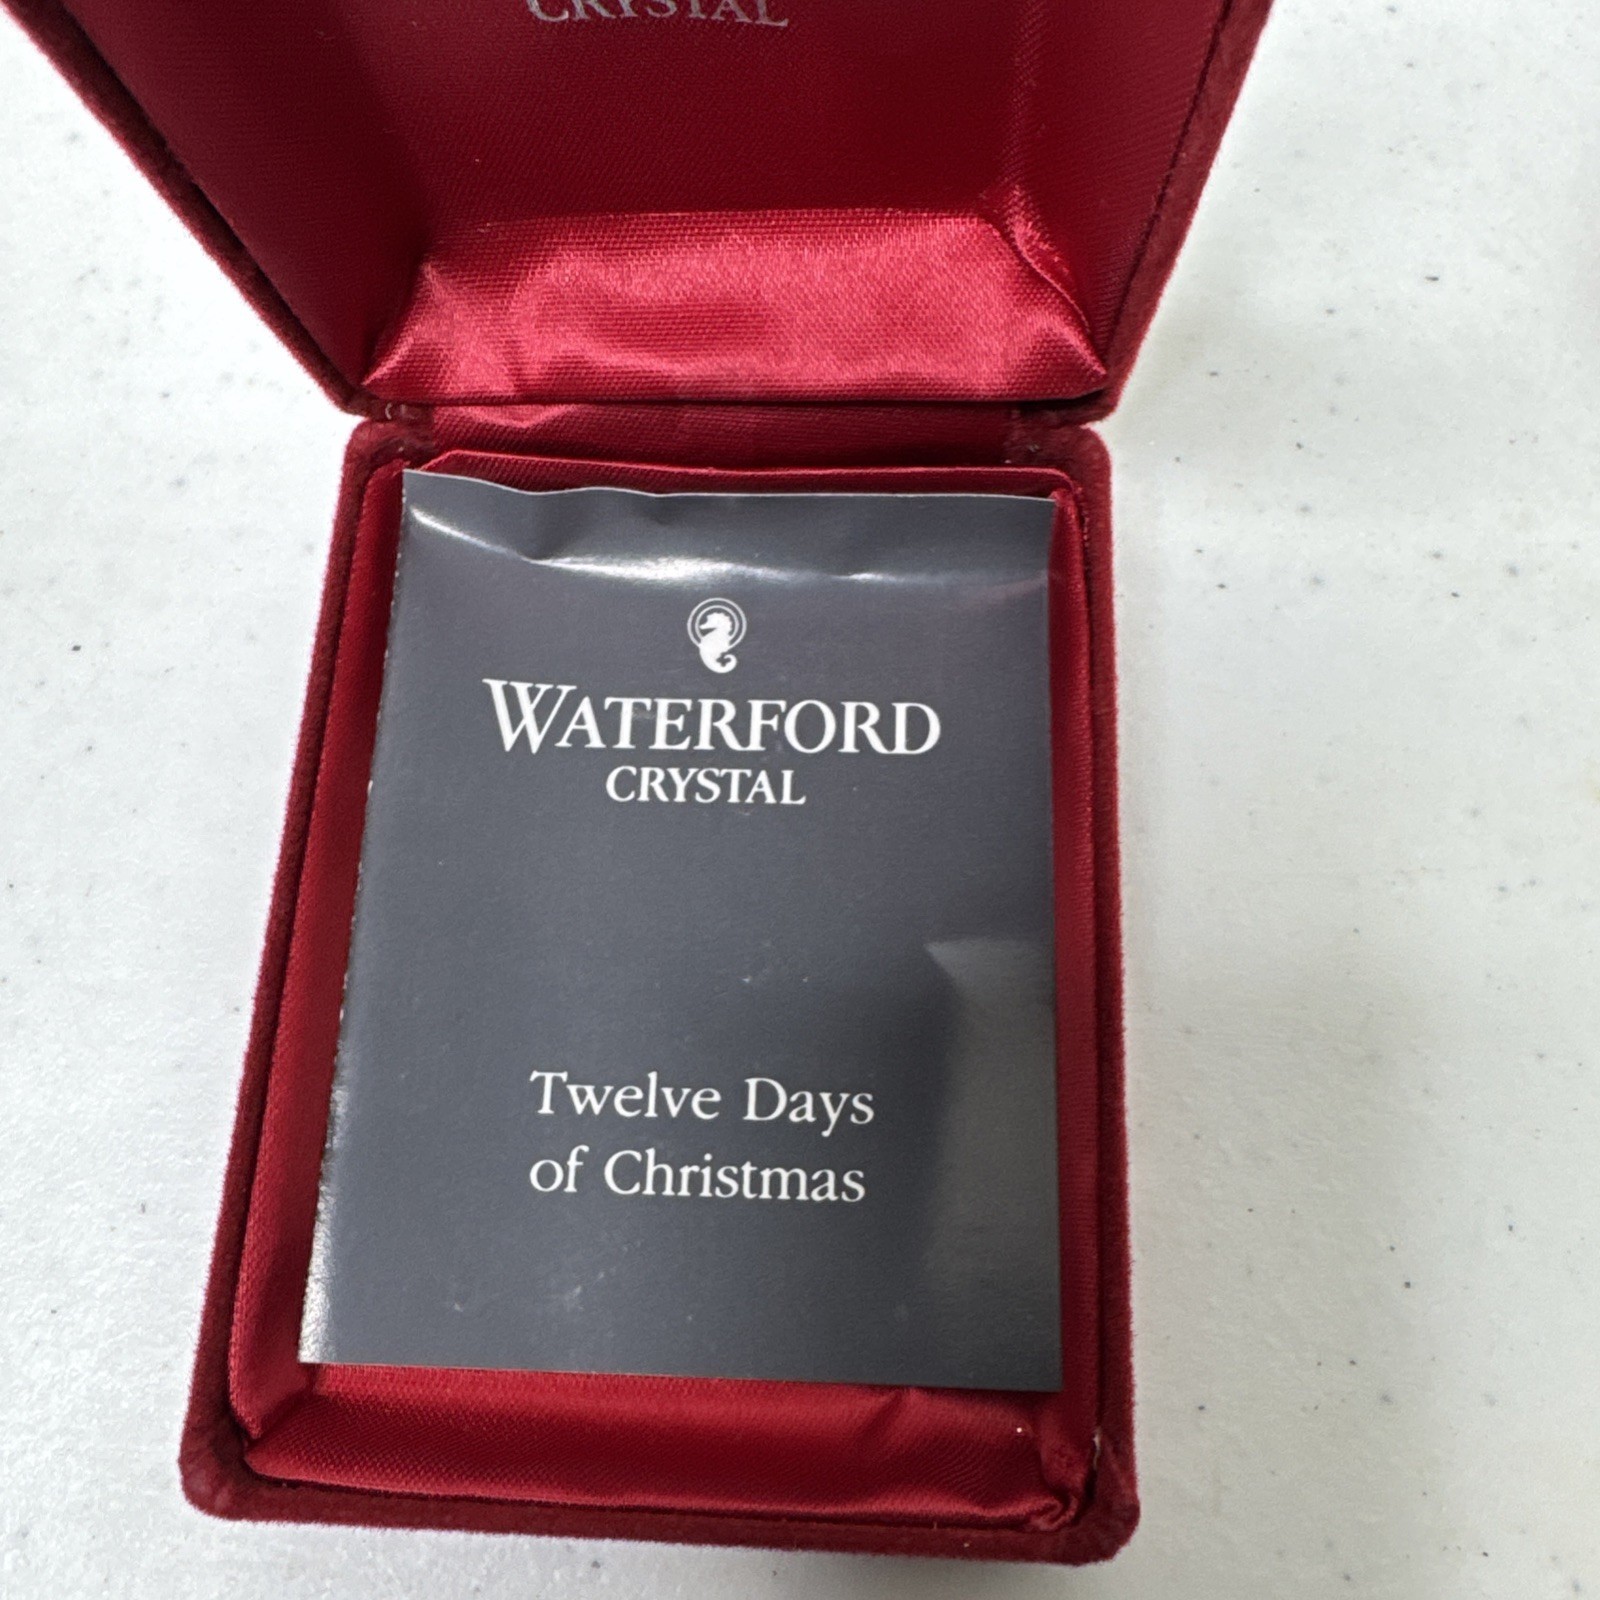 CRYSTAL
WATERFORD
CRYSTAL
Twelve Days
of Christmas